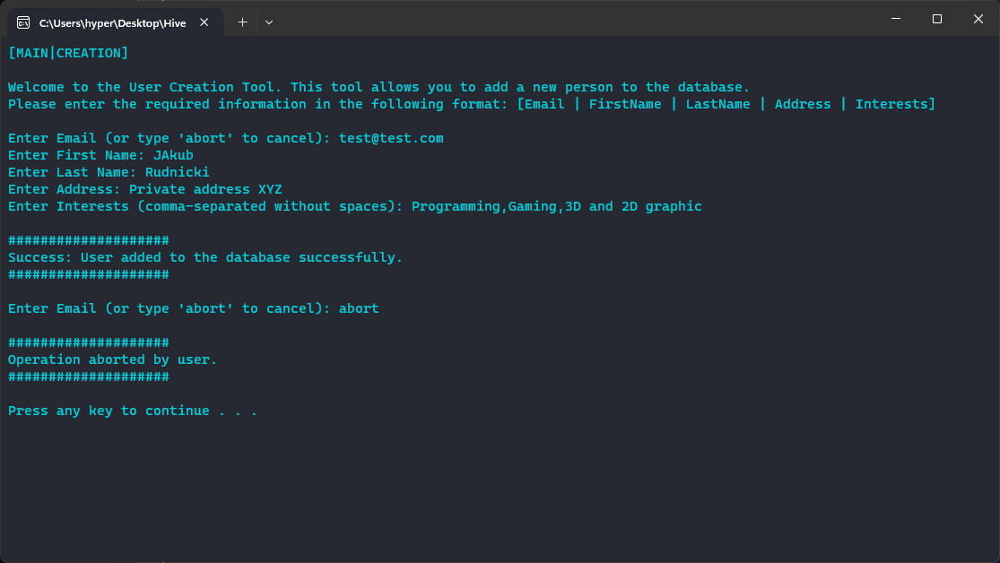 C:\Users\hyper\Desktop\Hive
[MAIN|CREATION]
Welcome to the User Creation Tool. This tool allows you to add a new person to the database.
Please enter the required information in the following format: [Email | FirstName | LastName | Address | Interests]
Enter Email (or type 'abort' to cancel): test@test.com
Enter First Name: JAkub
Enter Last Name: Rudnicki
Enter Address: Private address XYZ
Enter Interests (comma-separated without spaces): Programming,Gaming,3D and 2D graphic
####################
Success: User added to the database successfully.
####################
Enter Email (or type 'abort' to cancel): abort
####################
Operation aborted by user.
####################
Press any key to continue . . .